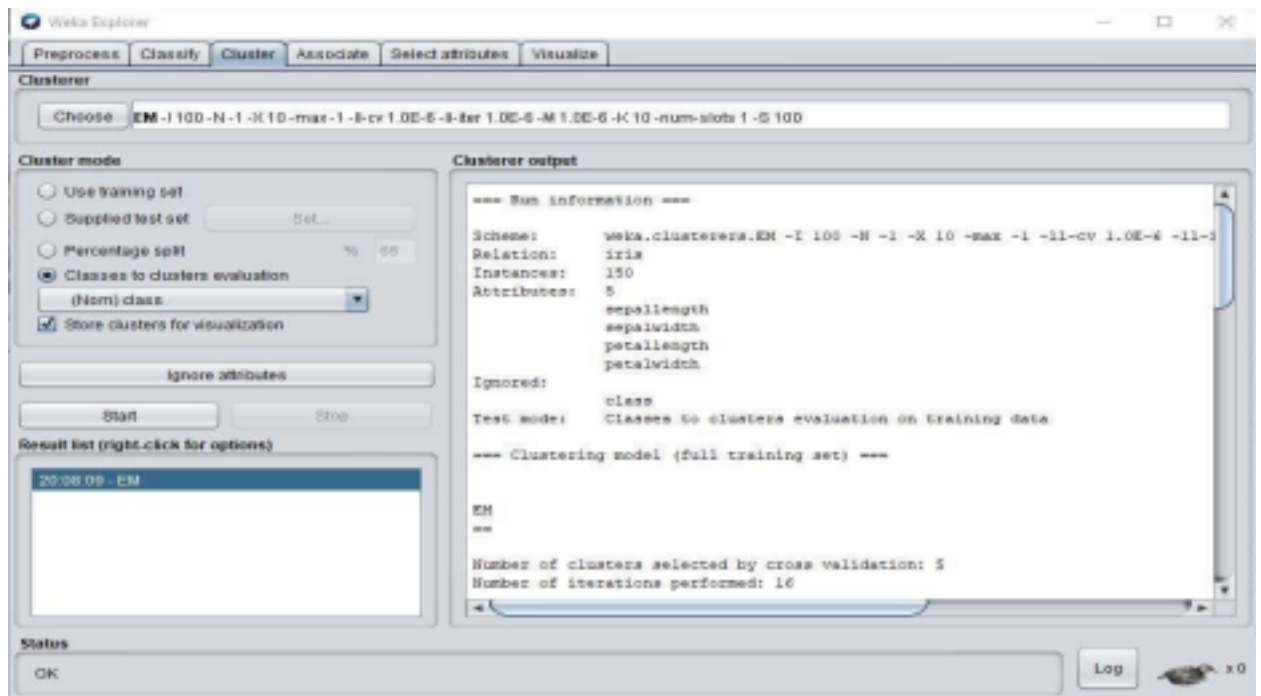 Weka Explorer
Preprocess Classify Cluster Associate Select attributes Visualize
Clusterer
Choose EM -I 100 -N -1 -X 10 -max -1 -ll-cv 1.0E-6 -ll-iter 1.0E-6 -M 1.0E-6 -K 10 -num-slots 1 -S 100
Cluster mode
Use training set
Supplied test set Set...
Percentage split % 66
Classes to clusters evaluation
(Nom) class
Store clusters for visualization
Ignore attributes
Start Stop
Result list (right-click for options)
20:08:09 - EM
Clusterer output
=== Run information ===
Scheme: weka.clusterers.EM -I 100 -N -1 -X 10 -max -1 -ll-cv 1.0E-6 -ll-i
Relation: iris
Instances: 150
Attributes: 5
sepallength
sepalwidth
petallength
petalwidth
Ignored:
class
Test mode: Classes to clusters evaluation on training data
=== Clustering model (full training set) ===
EM
==
Number of clusters selected by cross validation: 5
Number of iterations performed: 16
Status
OK
Log x 0